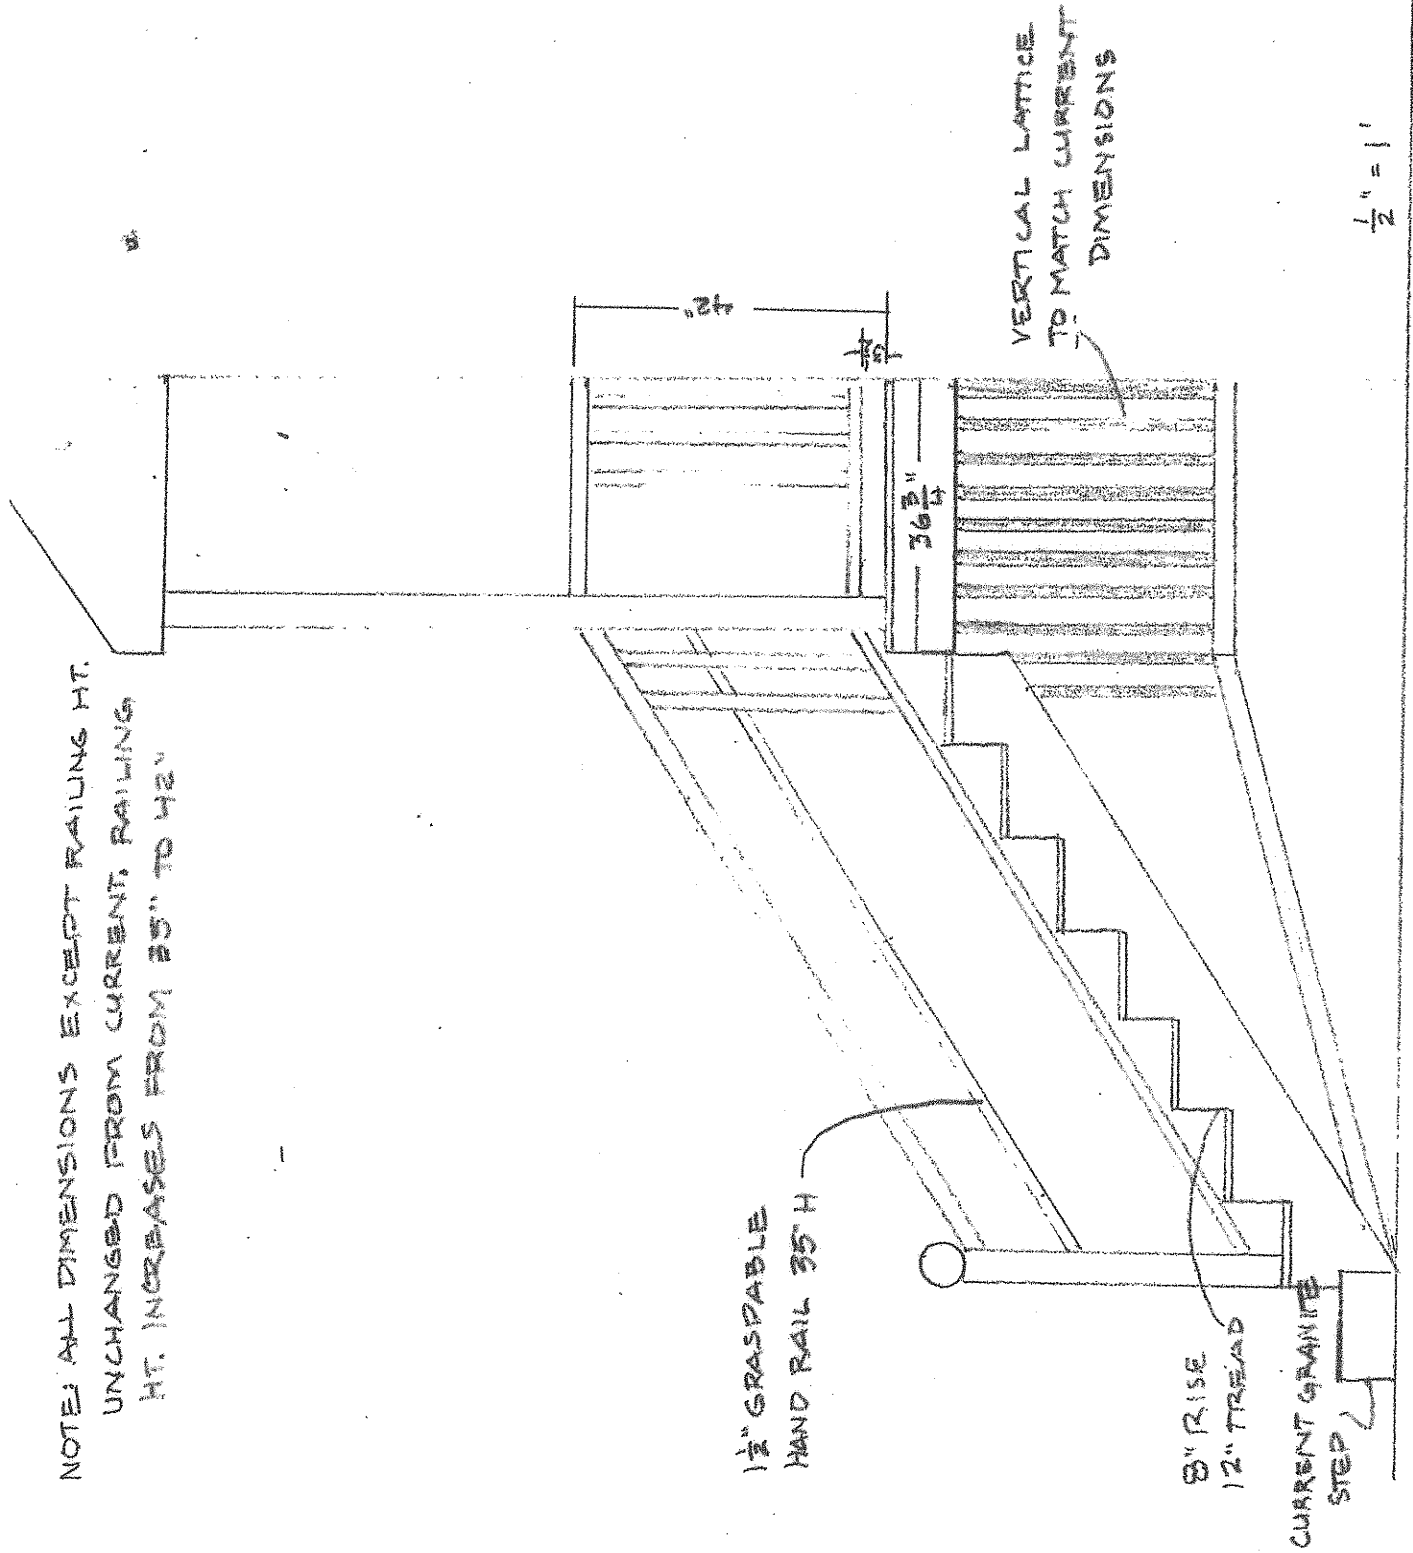 NOTE: ALL DIMENSIONS EXCEPT RAILING HT.
UNCHANGED FROM CURRENT. RAILING
HT. INCREASES FROM 35" TO 42"
42"
36 3/4"
VERTICAL LATTICE
TO MATCH CURRENT
DIMENSIONS
1 1/2" GRASPABLE
HAND RAIL 35" H
8" RISE
12" TREAD
CURRENT GRANITE
STEP
1/2" = 1'